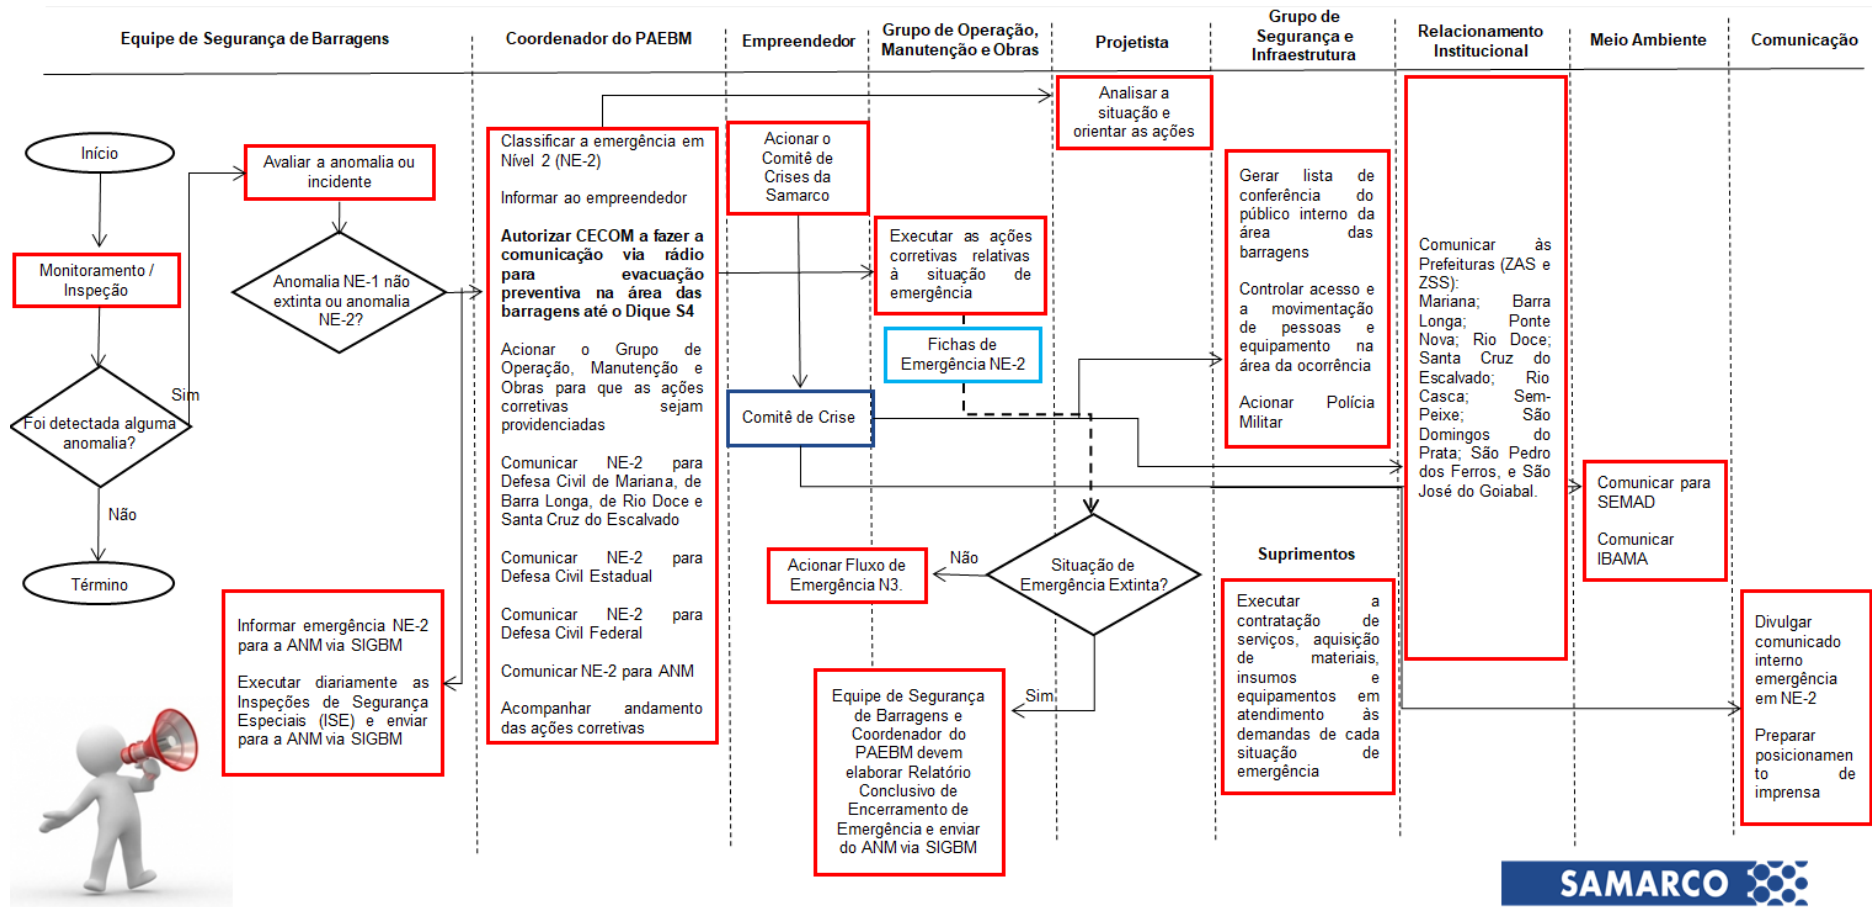 Equipe de Segurança de Barragens
Coordenador do PAEBM
Empreendedor
Grupo de Operação,
Manutenção e Obras
Projetista
Grupo de
Segurança e
Infraestrutura
Relacionamento
Institucional
Meio Ambiente
Comunicação
Início
Monitoramento /
Inspeção
Foi detectada alguma
anomalia?
Sim
Não
Término
Avaliar a anomalia ou
incidente
Anomalia NE-1 não
extinta ou anomalia
NE-2?
Informar emergência NE-2
para a ANM via SIGBM
Executar diariamente as
Inspeções de Segurança
Especiais (ISE) e enviar
para a ANM via SIGBM
Classificar a emergência em
Nível 2 (NE-2)
Informar ao empreendedor
Autorizar CECOM a fazer a
comunicação via rádio
para evacuação
preventiva na área das
barragens até o Dique S4
Acionar o Grupo de
Operação, Manutenção e
Obras para que as ações
corretivas sejam
providenciadas
Comunicar NE-2 para
Defesa Civil de Mariana, de
Barra Longa, de Rio Doce e
Santa Cruz do Escalvado
Comunicar NE-2 para
Defesa Civil Estadual
Comunicar NE-2 para
Defesa Civil Federal
Comunicar NE-2 para ANM
Acompanhar andamento
das ações corretivas
Acionar o
Comitê de
Crises da
Samarco
Comitê de Crise
Executar as ações
corretivas relativas
à situação de
emergência
Fichas de
Emergência NE-2
Acionar Fluxo de
Emergência N3.
Não
Situação de
Emergência Extinta?
Sim
Equipe de Segurança
de Barragens e
Coordenador do
PAEBM devem
elaborar Relatório
Conclusivo de
Encerramento de
Emergência e enviar
do ANM via SIGBM
Analisar a
situação e
orientar as ações
Gerar lista de
conferência do
público interno da
área das
barragens
Controlar acesso e
a movimentação
de pessoas e
equipamento na
área da ocorrência
Acionar Polícia
Militar
Suprimentos
Executar a
contratação de
serviços, aquisição
de materiais,
insumos e
equipamentos em
atendimento às
demandas de cada
situação de
emergência
Comunicar às
Prefeituras (ZAS e
ZSS):
Mariana; Barra
Longa; Ponte
Nova; Rio Doce;
Santa Cruz do
Escalvado; Rio
Casca; Sem-
Peixe; São
Domingos do
Prata; São Pedro
dos Ferros, e São
José do Goiabal.
Comunicar para
SEMAD
Comunicar
IBAMA
Divulgar
comunicado
interno
emergência
em NE-2
Preparar
posicionamen
to de
imprensa
SAMARCO